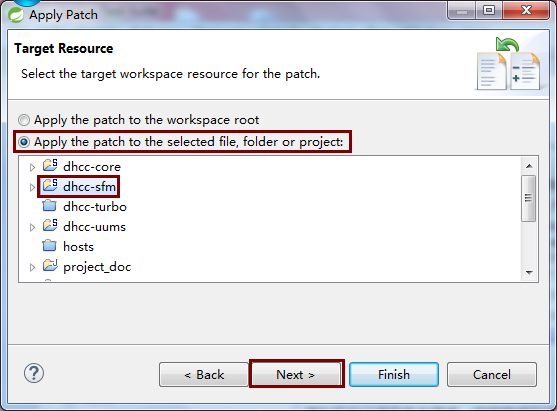 Apply Patch
Target Resource
Select the target workspace resource for the patch.
Apply the patch to the workspace root
Apply the patch to the selected file, folder or project:
dhcc-core
dhcc-sfm
dhcc-turbo
dhcc-uums
hosts
project_doc
?
< Back
Next >
Finish
Cancel